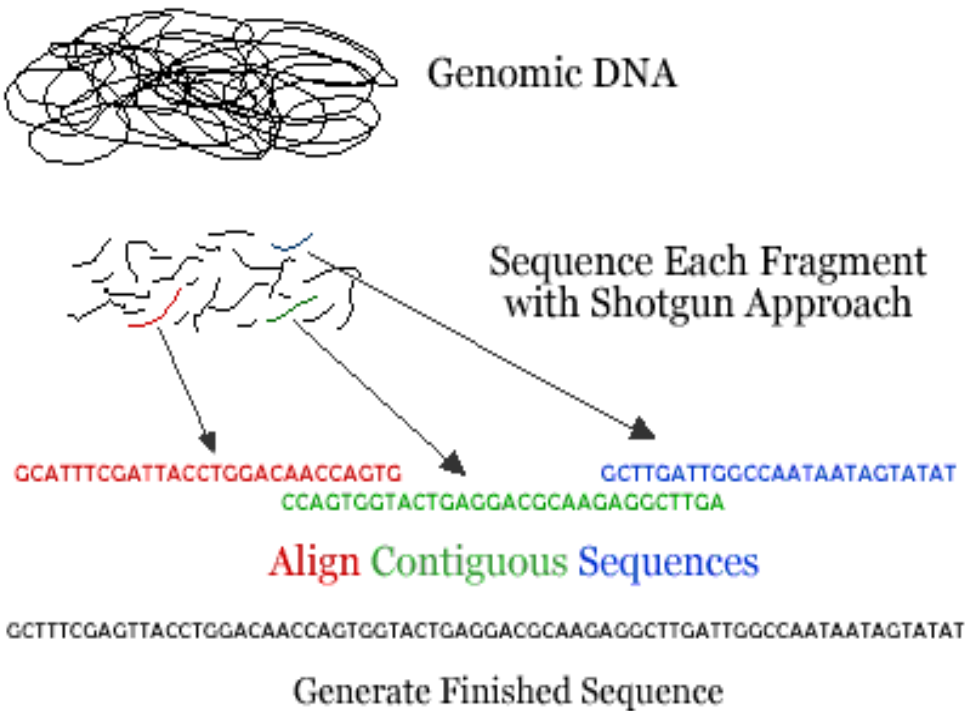 Genomic DNA
Sequence Each Fragment
with Shotgun Approach
GCATTTCGATTACCTGGACAACCAGTG
GCTTGATTGGCCAATAATAGTATAT
CCAGTGGTACTGAGGACGCAAGAGGCTTGA
Align Contiguous Sequences
GCTTTCGAGTTACCTGGACAACCAGTGGTACTGAGGACGCAAGAGGCTTGATTGGCCAATAATAGTATAT
Generate Finished Sequence